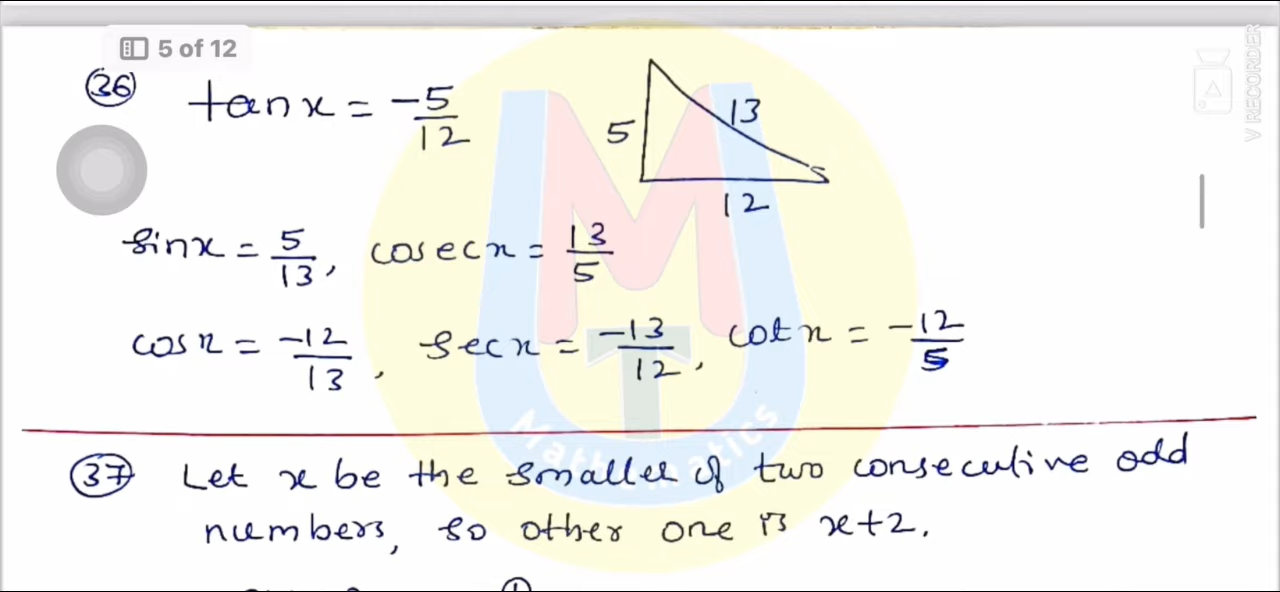 5 of 12
V RECORDER
36 tan x = -5/12
5 13 12
sin x = 5/13, cosec x = 13/5
cos x = -12/13, sec x = -13/12, cot x = -12/5
Mathematics
37 Let x be the smaller of two consecutive odd
numbers, so other one is x+2.